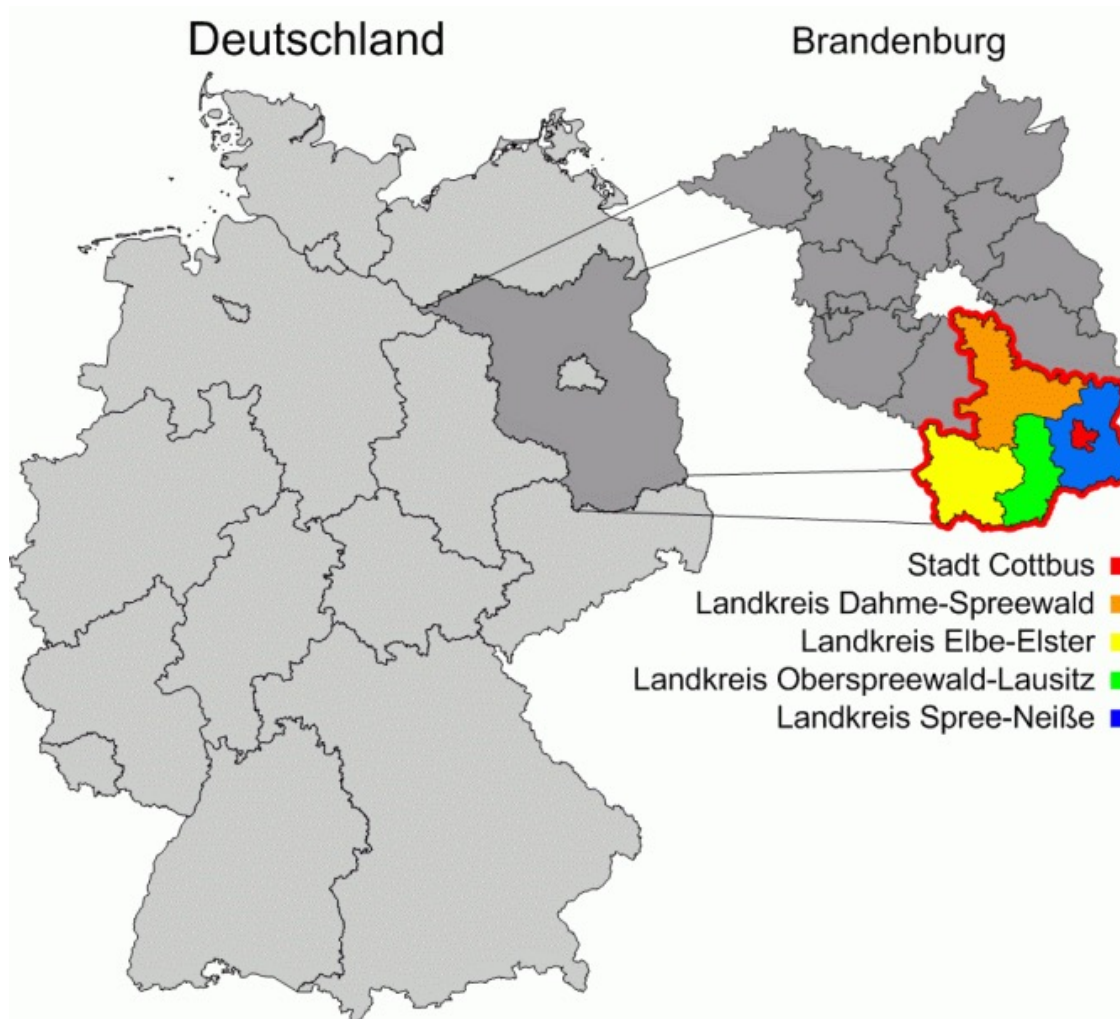 Deutschland
Brandenburg
Stadt Cottbus
Landkreis Dahme-Spreewald
Landkreis Elbe-Elster
Landkreis Oberspreewald-Lausitz
Landkreis Spree-Neiße